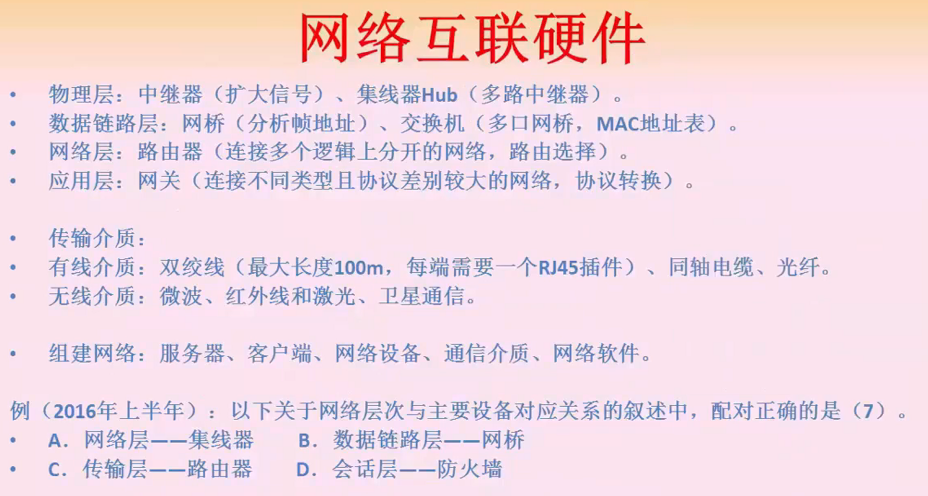 网络互联硬件
• 物理层：中继器（扩大信号）、集线器Hub（多路中继器）。
• 数据链路层：网桥（分析帧地址）、交换机（多口网桥，MAC地址表）。
• 网络层：路由器（连接多个逻辑上分开的网络，路由选择）。
• 应用层：网关（连接不同类型且协议差别较大的网络，协议转换）。
• 传输介质：
• 有线介质：双绞线（最大长度100m，每端需要一个RJ45插件）、同轴电缆、光纤。
• 无线介质：微波、红外线和激光、卫星通信。
• 组建网络：服务器、客户端、网络设备、通信介质、网络软件。
例（2016年上半年）：以下关于网络层次与主要设备对应关系的叙述中，配对正确的是（7）。
• A．网络层——集线器 B．数据链路层——网桥
• C．传输层——路由器 D．会话层——防火墙